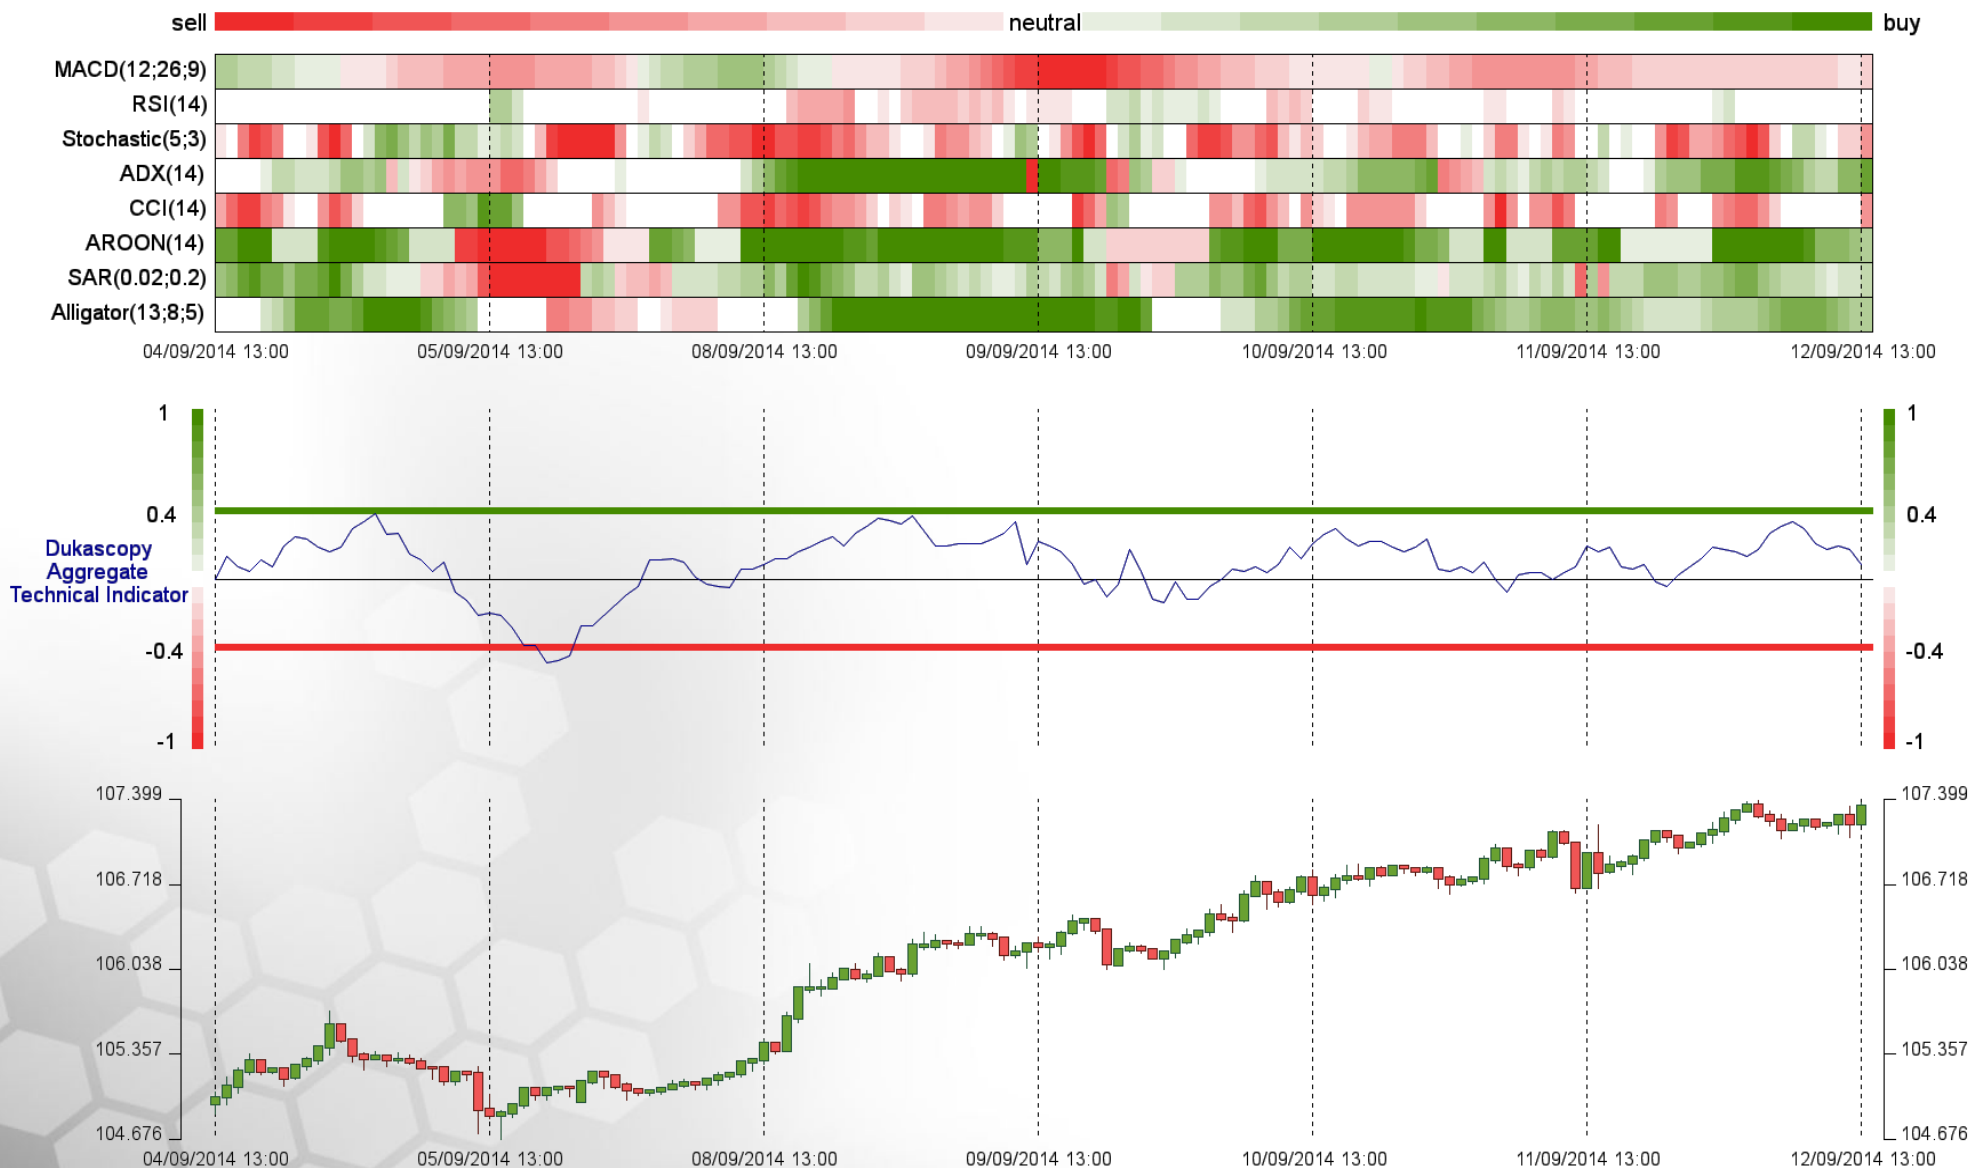 sell neutral buy
MACD(12;26;9)
RSI(14)
Stochastic(5;3)
ADX(14)
CCI(14)
AROON(14)
SAR(0.02;0.2)
Alligator(13;8;5)
04/09/2014 13:00 05/09/2014 13:00 08/09/2014 13:00 09/09/2014 13:00 10/09/2014 13:00 11/09/2014 13:00 12/09/2014 13:00
1 1
0.4 0.4
Dukascopy
Aggregate
Technical Indicator
-0.4 -0.4
-1 -1
107.399 107.399
106.718 106.718
106.038 106.038
105.357 105.357
104.676 104.676
04/09/2014 13:00 05/09/2014 13:00 08/09/2014 13:00 09/09/2014 13:00 10/09/2014 13:00 11/09/2014 13:00 12/09/2014 13:00